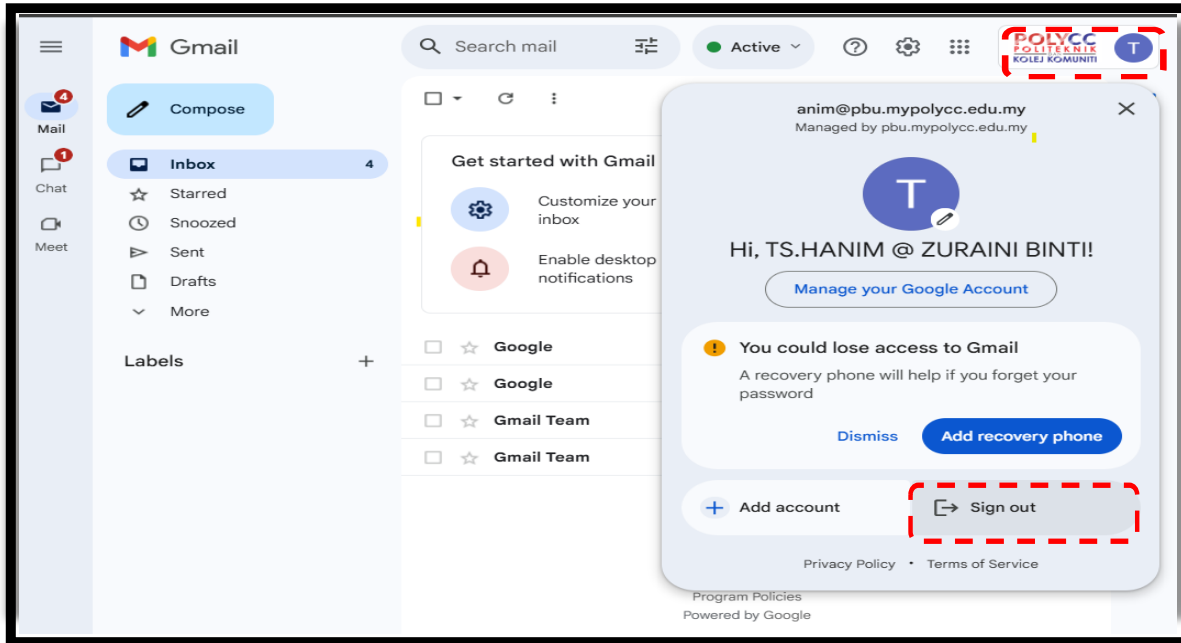 Gmail
Search mail
Active
POLYCC
POLITEKNIK
KOLEJ KOMUNITI
T
4
Mail
1
Chat
Meet
Compose
Inbox 4
Starred
Snoozed
Sent
Drafts
More
Labels
Get started with Gmail
Customize your
inbox
Enable desktop
notifications
Google
Google
Gmail Team
Gmail Team
Program Policies
Powered by Google
anim@pbu.mypolycc.edu.my
Managed by pbu.mypolycc.edu.my
T
Hi, TS.HANIM @ ZURAINI BINTI!
Manage your Google Account
You could lose access to Gmail
A recovery phone will help if you forget your
password
Dismiss Add recovery phone
Add account Sign out
Privacy Policy • Terms of Service